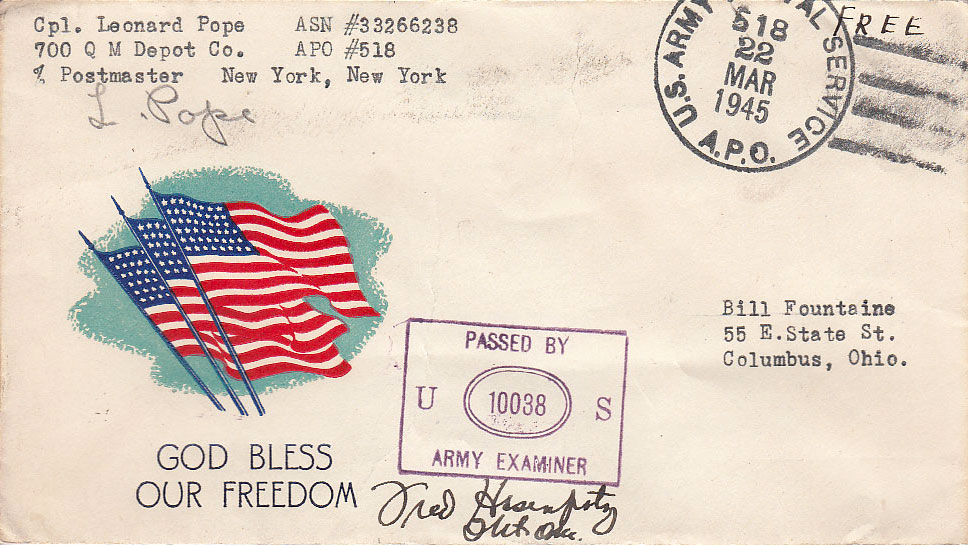 Cpl. Leonard Pope ASN #33266238
700 Q M Depot Co. APO #518
% Postmaster New York, New York
L. Pope
U.S. ARMY POSTAL SERVICE
518
22
MAR
1945
A.P.O.
FREE
Bill Fountaine
55 E.State St.
Columbus, Ohio.
PASSED BY
U 10038 S
ARMY EXAMINER
GOD BLESS
OUR FREEDOM
Fred